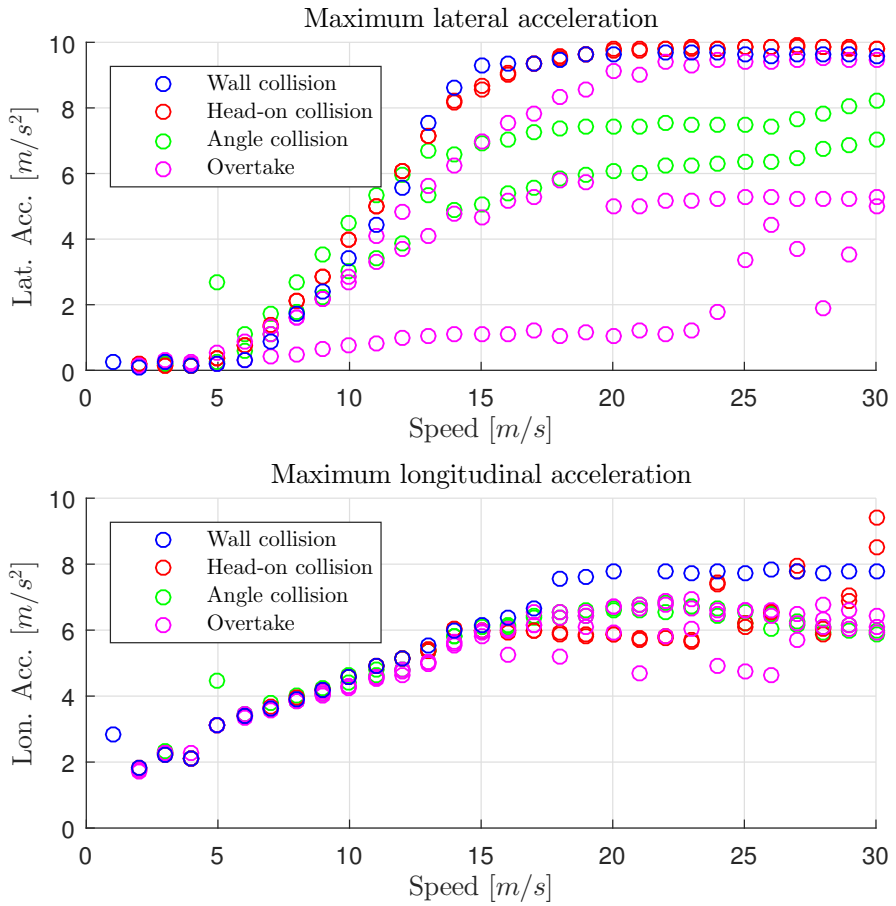 Maximum lateral acceleration
Lat. Acc. [m/s²]
10
8
6
4
2
0
Wall collision
Head-on collision
Angle collision
Overtake
0 5 10 15 20 25 30
Speed [m/s]
Maximum longitudinal acceleration
Lon. Acc. [m/s²]
10
8
6
4
2
0
Wall collision
Head-on collision
Angle collision
Overtake
0 5 10 15 20 25 30
Speed [m/s]